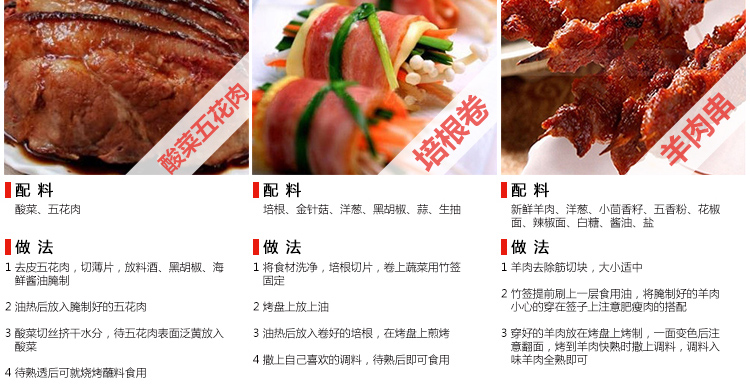 酸菜五花肉
配 料
酸菜、五花肉
做 法
1 去皮五花肉，切薄片，放料酒、黑胡椒、海
鲜酱油腌制
2 油热后放入腌制好的五花肉
3 酸菜切丝挤干水分，待五花肉表面泛黄放入
酸菜
4 待熟透后可就烧烤蘸料食用
培根卷
配 料
培根、金针菇、洋葱、黑胡椒、蒜、生抽
做 法
1 将食材洗净，培根切片，卷上蔬菜用竹签
固定
2 烤盘上放上油
3 油热后放入卷好的培根，在烤盘上煎烤
4 撒上自己喜欢的调料，待熟后即可食用
羊肉串
配 料
新鲜羊肉、洋葱、小茴香籽、五香粉、花椒
面、辣椒面、白糖、酱油、盐
做 法
1 羊肉去除筋切块，大小适中
2 竹签提前刷上一层食用油，将腌制好的羊肉
小心的穿在签子上注意肥瘦肉的搭配
3 穿好的羊肉放在烤盘上烤制，一面变色后注
意翻面，烤到羊肉快熟时撒上调料，调料入
味羊肉全熟即可